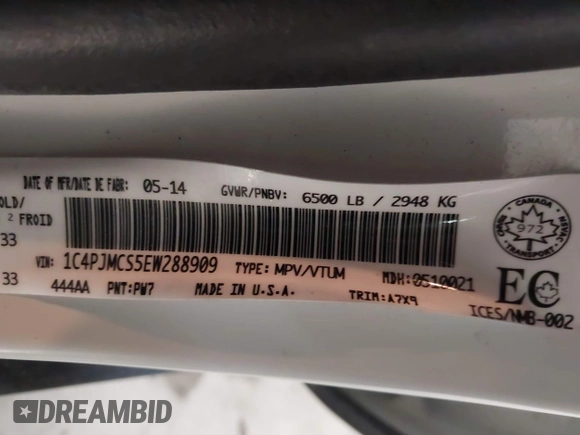 DATE OF MFR/DATE DE FABR: 05-14 GVWR/PNBV: 6500 LB / 2948 KG
OLD/
2 FROID
33
VIN: 1C4PJMCS5EW288909 TYPE: MPV/VTUM MDH:0510021
33
444AA PNT:PW7 MADE IN U.S.A. TRIM:A7X9
CANADA
972
TRANSPORT
EC
ICES/NMB-002
DREAMBID